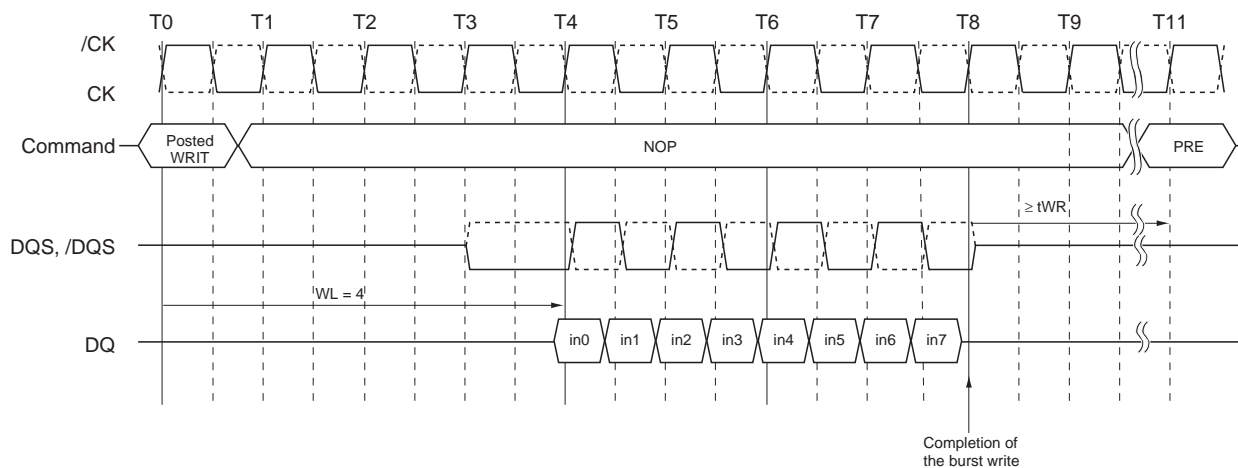 T0 T1 T2 T3 T4 T5 T6 T7 T8 T9 T11
/CK
CK
Command
Posted
WRIT
NOP
PRE
≥ tWR
DQS, /DQS
WL = 4
DQ
in0 in1 in2 in3 in4 in5 in6 in7
Completion of
the burst write